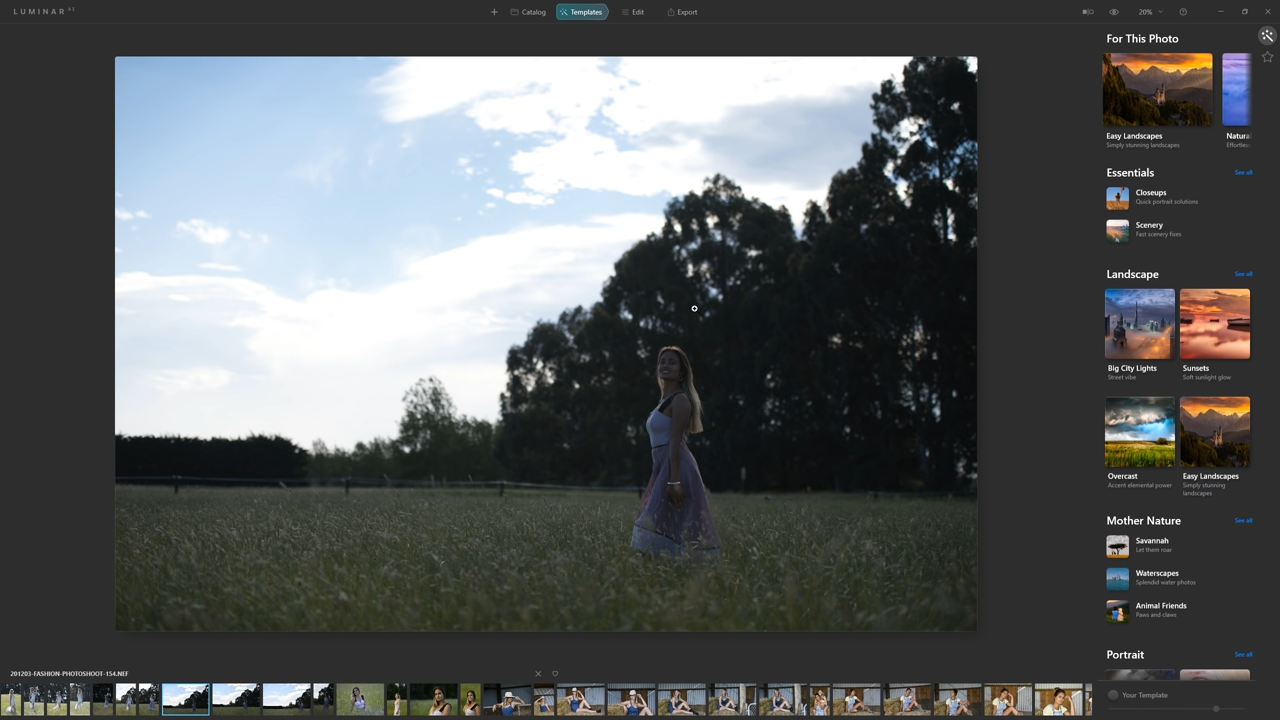 LUMINAR AI
Catalog
Templates
Edit
Export
20%
For This Photo
Easy Landscapes
Simply stunning landscapes
Essentials
See all
Closeups
Quick portrait solutions
Scenery
Fast scenery fixes
Landscape
See all
Big City Lights
Street vibe
Sunsets
Soft sunlight glow
Overcast
Accent elemental power
Easy Landscapes
Simply stunning
landscapes
Mother Nature
See all
Savannah
Let them roar
Waterscapes
Splendid water photos
Animal Friends
Paws and claws
Portrait
See all
Your Template
201203-FASHION-PHOTOSHOOT-154.NEF